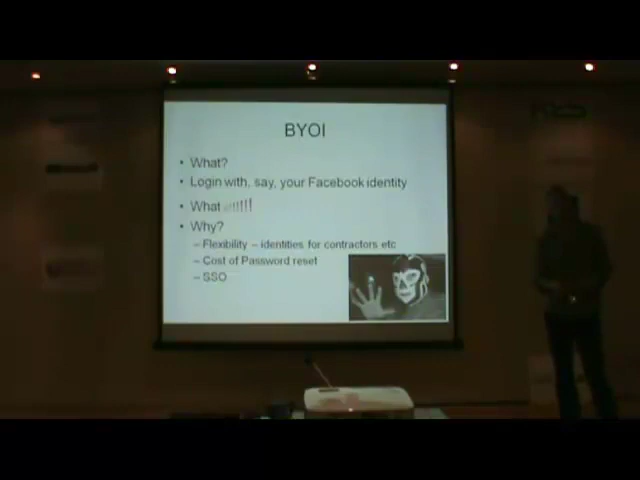 BYOI
• What?
• Login with, say, your Facebook identity
• What !!!!!!!
• Why?
– Flexibility – identities for contractors etc
– Cost of Password reset
– SSO